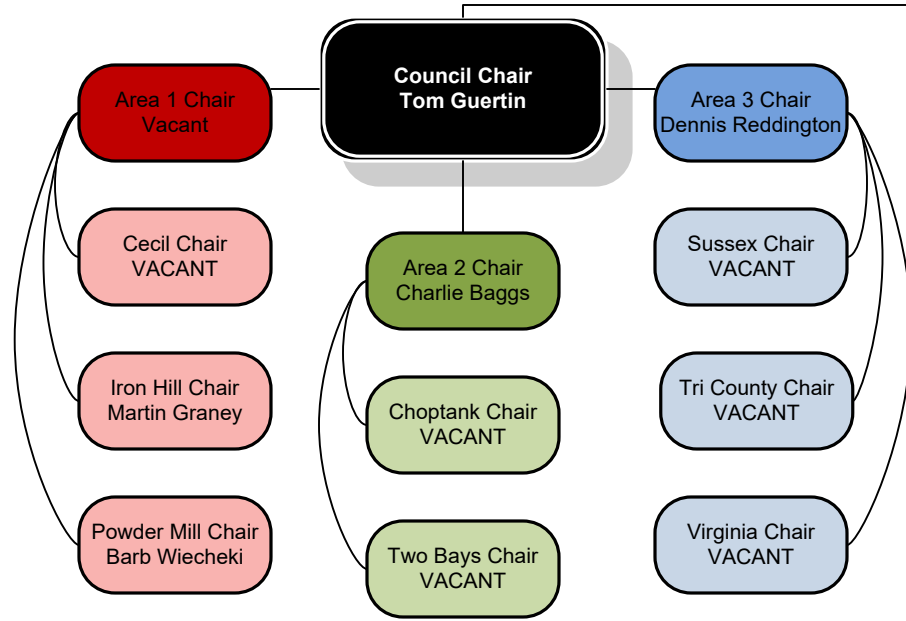 Council Chair
Tom Guertin
Area 1 Chair
Vacant
Area 3 Chair
Dennis Reddington
Cecil Chair
VACANT
Area 2 Chair
Charlie Baggs
Sussex Chair
VACANT
Iron Hill Chair
Martin Graney
Choptank Chair
VACANT
Tri County Chair
VACANT
Powder Mill Chair
Barb Wiecheki
Two Bays Chair
VACANT
Virginia Chair
VACANT